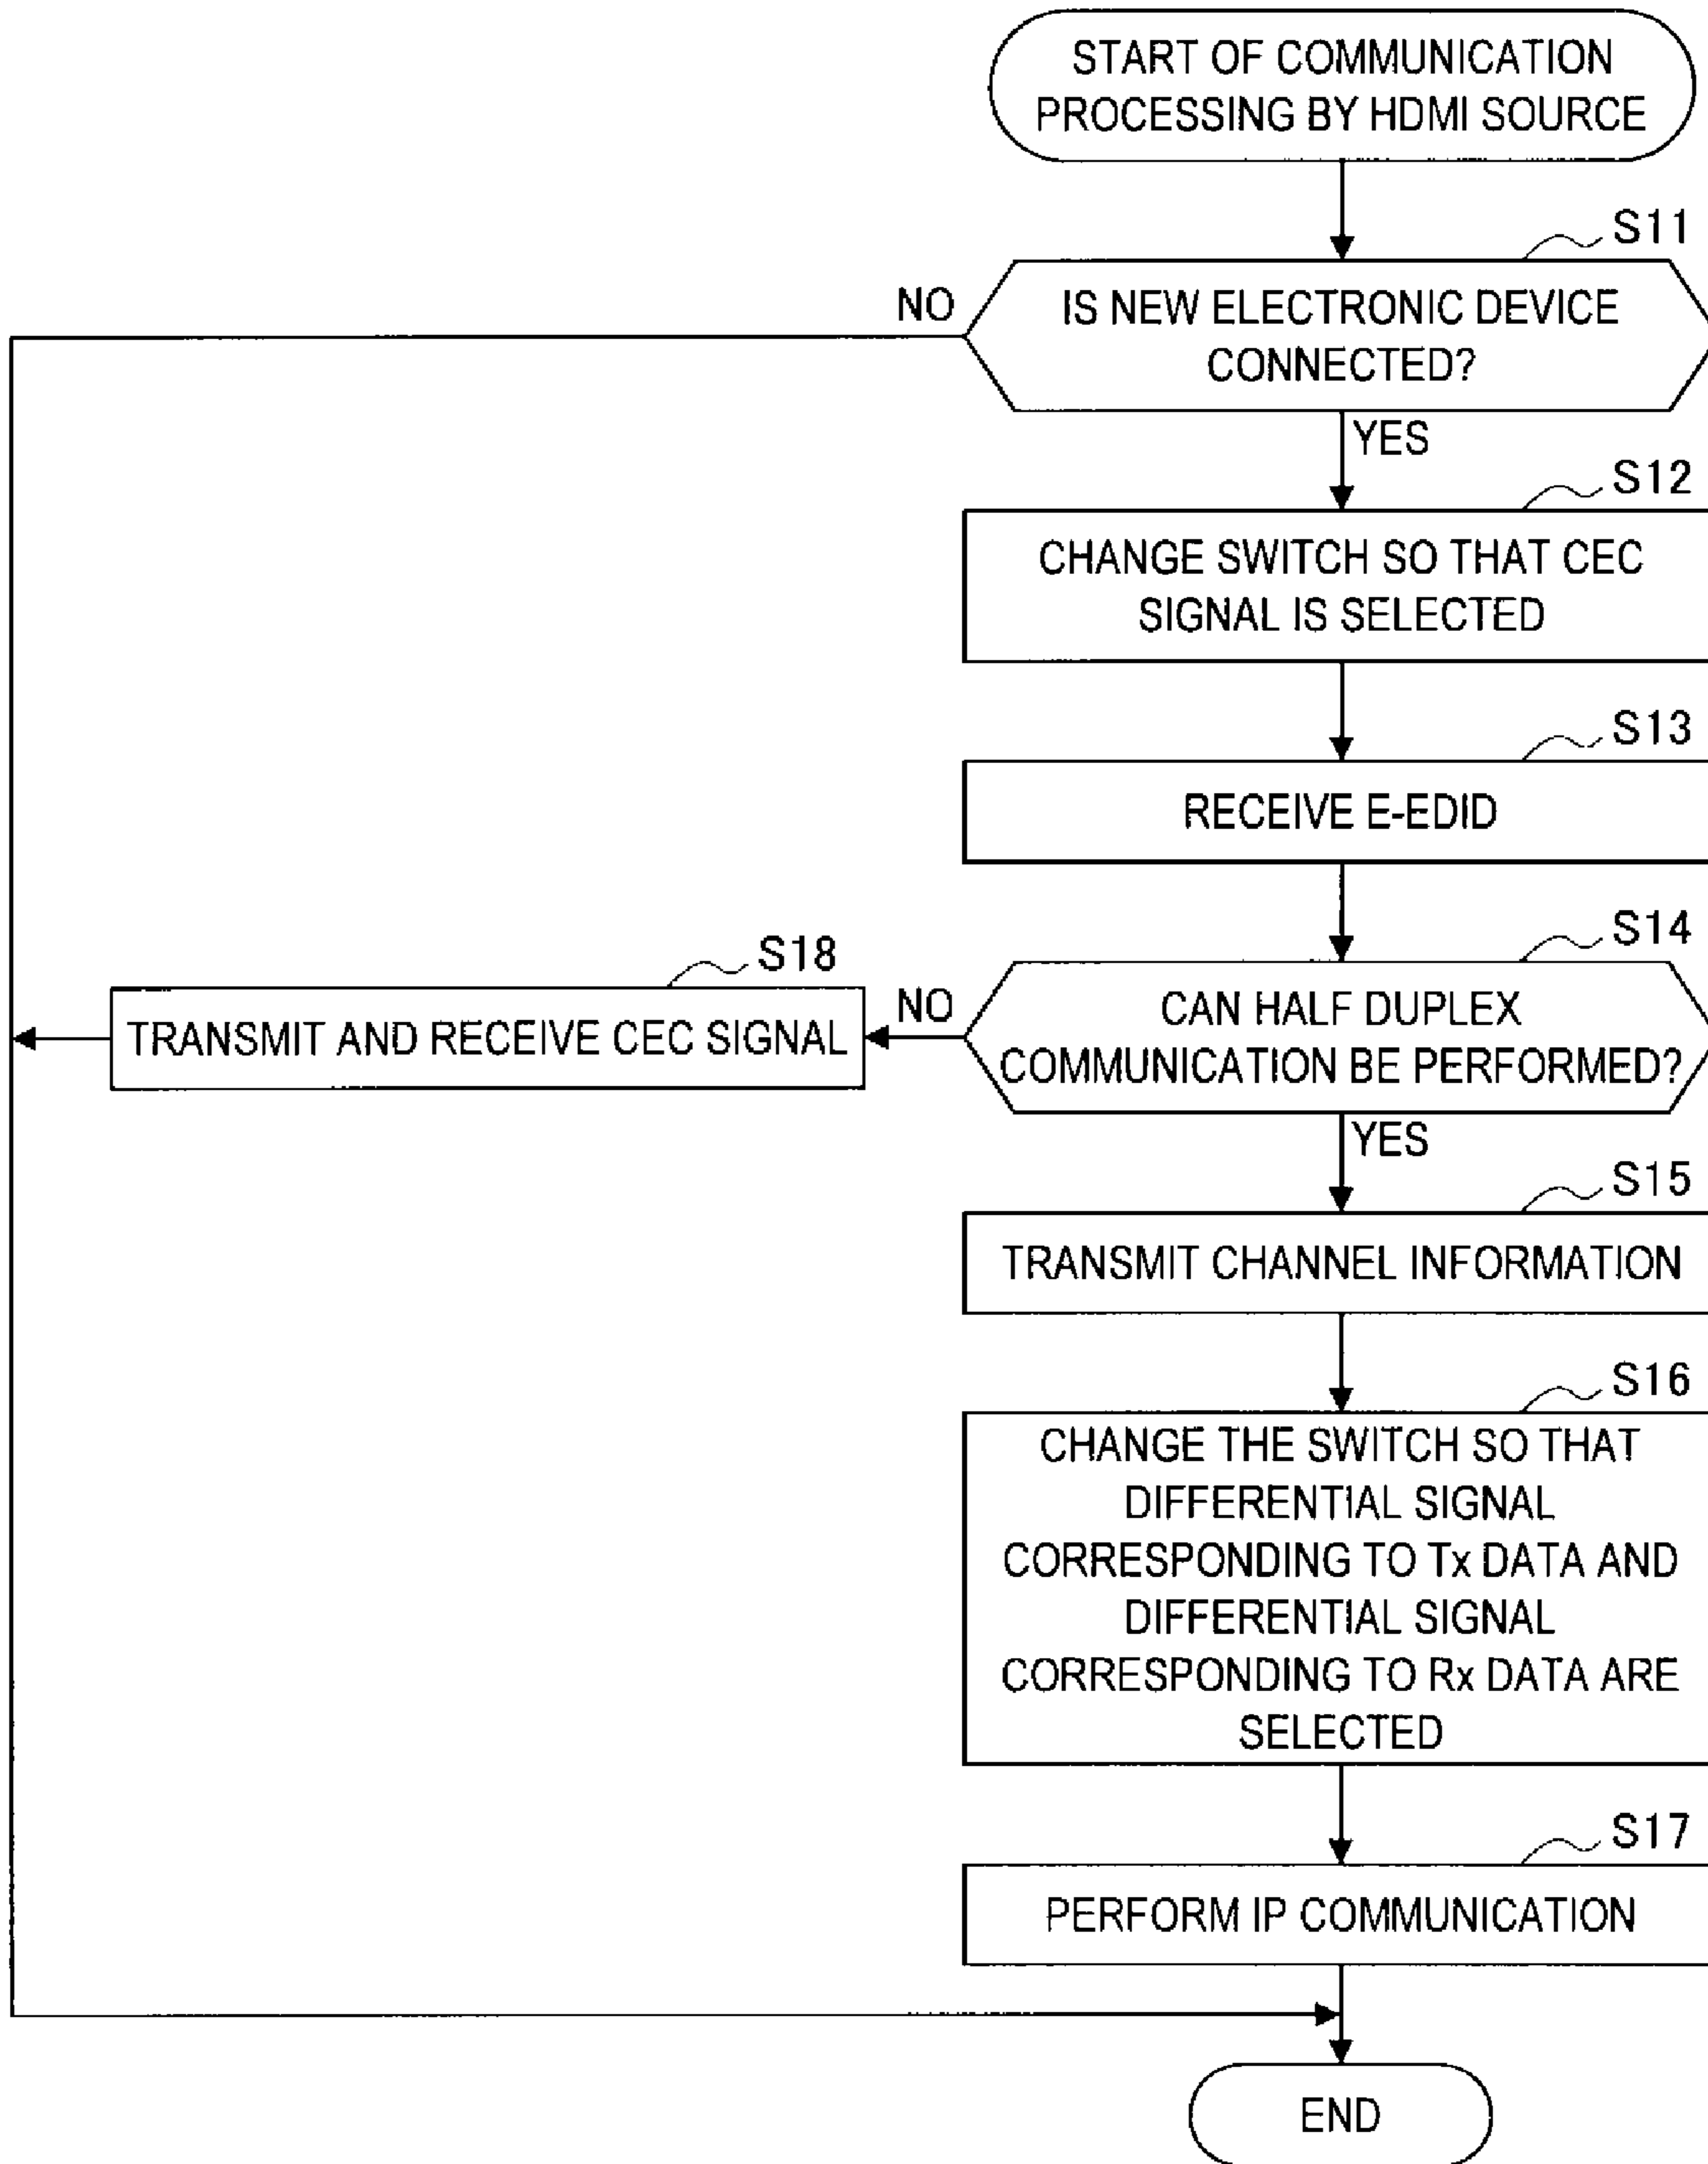 START OF COMMUNICATION
PROCESSING BY HDMI SOURCE
S11
NO
IS NEW ELECTRONIC DEVICE
CONNECTED?
YES
S12
CHANGE SWITCH SO THAT CEC
SIGNAL IS SELECTED
S13
RECEIVE E-EDID
S14
S18
NO
CAN HALF DUPLEX
COMMUNICATION BE PERFORMED?
TRANSMIT AND RECEIVE CEC SIGNAL
YES
S15
TRANSMIT CHANNEL INFORMATION
S16
CHANGE THE SWITCH SO THAT
DIFFERENTIAL SIGNAL
CORRESPONDING TO Tx DATA AND
DIFFERENTIAL SIGNAL
CORRESPONDING TO Rx DATA ARE
SELECTED
S17
PERFORM IP COMMUNICATION
END